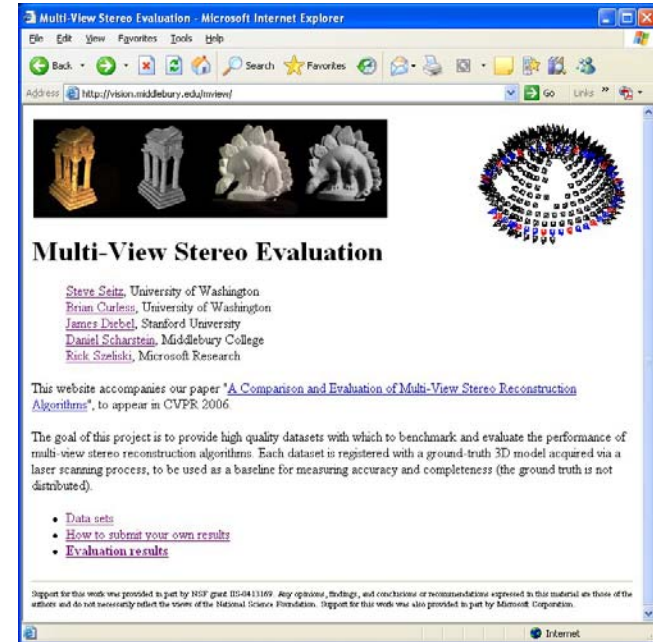 Multi-View Stereo Evaluation - Microsoft Internet Explorer
File Edit View Favorites Tools Help
Back Search Favorites
Address http://vision.middlebury.edu/mview/ Go Links »
Multi-View Stereo Evaluation
Steve Seitz, University of Washington
Brian Curless, University of Washington
James Diebel, Stanford University
Daniel Scharstein, Middlebury College
Rick Szeliski, Microsoft Research
This website accompanies our paper "A Comparison and Evaluation of Multi-View Stereo Reconstruction
Algorithms", to appear in CVPR 2006.
The goal of this project is to provide high quality datasets with which to benchmark and evaluate the performance of
multi-view stereo reconstruction algorithms. Each dataset is registered with a ground-truth 3D model acquired via a
laser scanning process, to be used as a baseline for measuring accuracy and completeness (the ground truth is not
distributed).
• Data sets
• How to submit your own results
• Evaluation results
Support for this work was provided in part by NSF grant IIS-0413169. Any opinions, findings, and conclusions or recommendations expressed in this material are those of the
authors and do not necessarily reflect the views of the National Science Foundation. Support for this work was also provided in part by Microsoft Corporation.
Internet